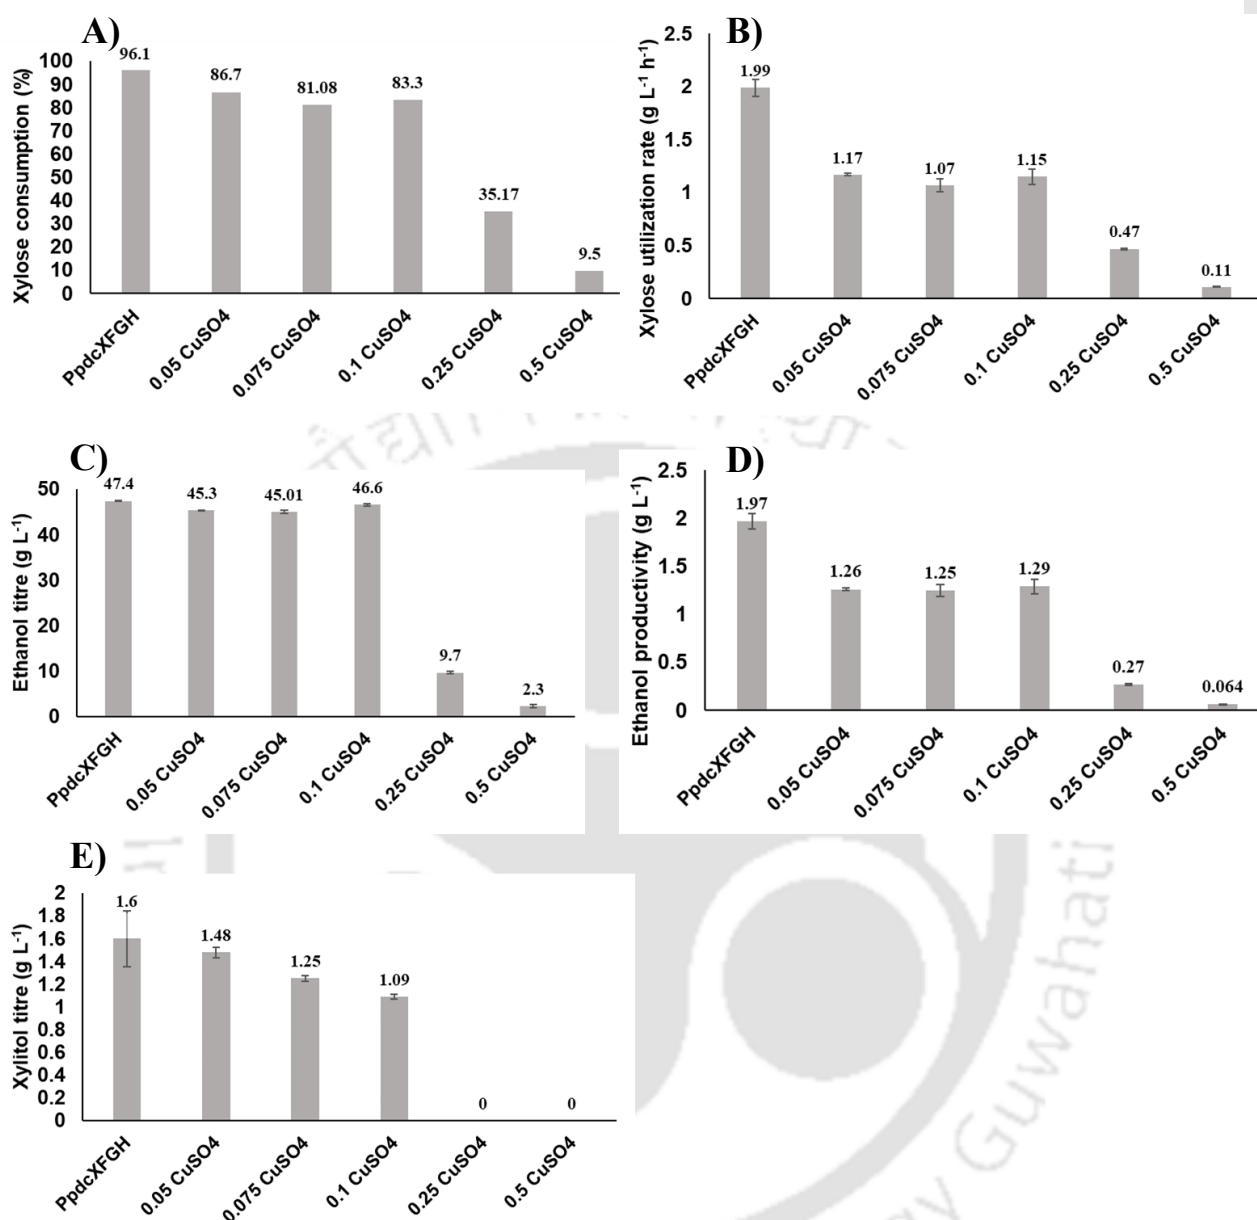 A)
Xylose consumption (%)
100
90
80
70
60
50
40
30
20
10
0
96.1
86.7
81.08
83.3
35.17
9.5
PpdcXFGH
0.05 CuSO4
0.075 CuSO4
0.1 CuSO4
0.25 CuSO4
0.5 CuSO4
B)
Xylose utilization rate (g L⁻¹ h⁻¹)
2.5
2
1.5
1
0.5
0
1.99
1.17
1.07
1.15
0.47
0.11
PpdcXFGH
0.05 CuSO4
0.075 CuSO4
0.1 CuSO4
0.25 CuSO4
0.5 CuSO4
C)
Ethanol titre (g L⁻¹)
50
40
30
20
10
0
47.4
45.3
45.01
46.6
9.7
2.3
PpdcXFGH
0.05 CuSO4
0.075 CuSO4
0.1 CuSO4
0.25 CuSO4
0.5 CuSO4
D)
Ethanol productivity (g L⁻¹)
2.5
2
1.5
1
0.5
0
1.97
1.26
1.25
1.29
0.27
0.064
PpdcXFGH
0.05 CuSO4
0.075 CuSO4
0.1 CuSO4
0.25 CuSO4
0.5 CuSO4
E)
Xylitol titre (g L⁻¹)
2
1.8
1.6
1.4
1.2
1
0.8
0.6
0.4
0.2
0
1.6
1.48
1.25
1.09
0
0
PpdcXFGH
0.05 CuSO4
0.075 CuSO4
0.1 CuSO4
0.25 CuSO4
0.5 CuSO4
Guwahati